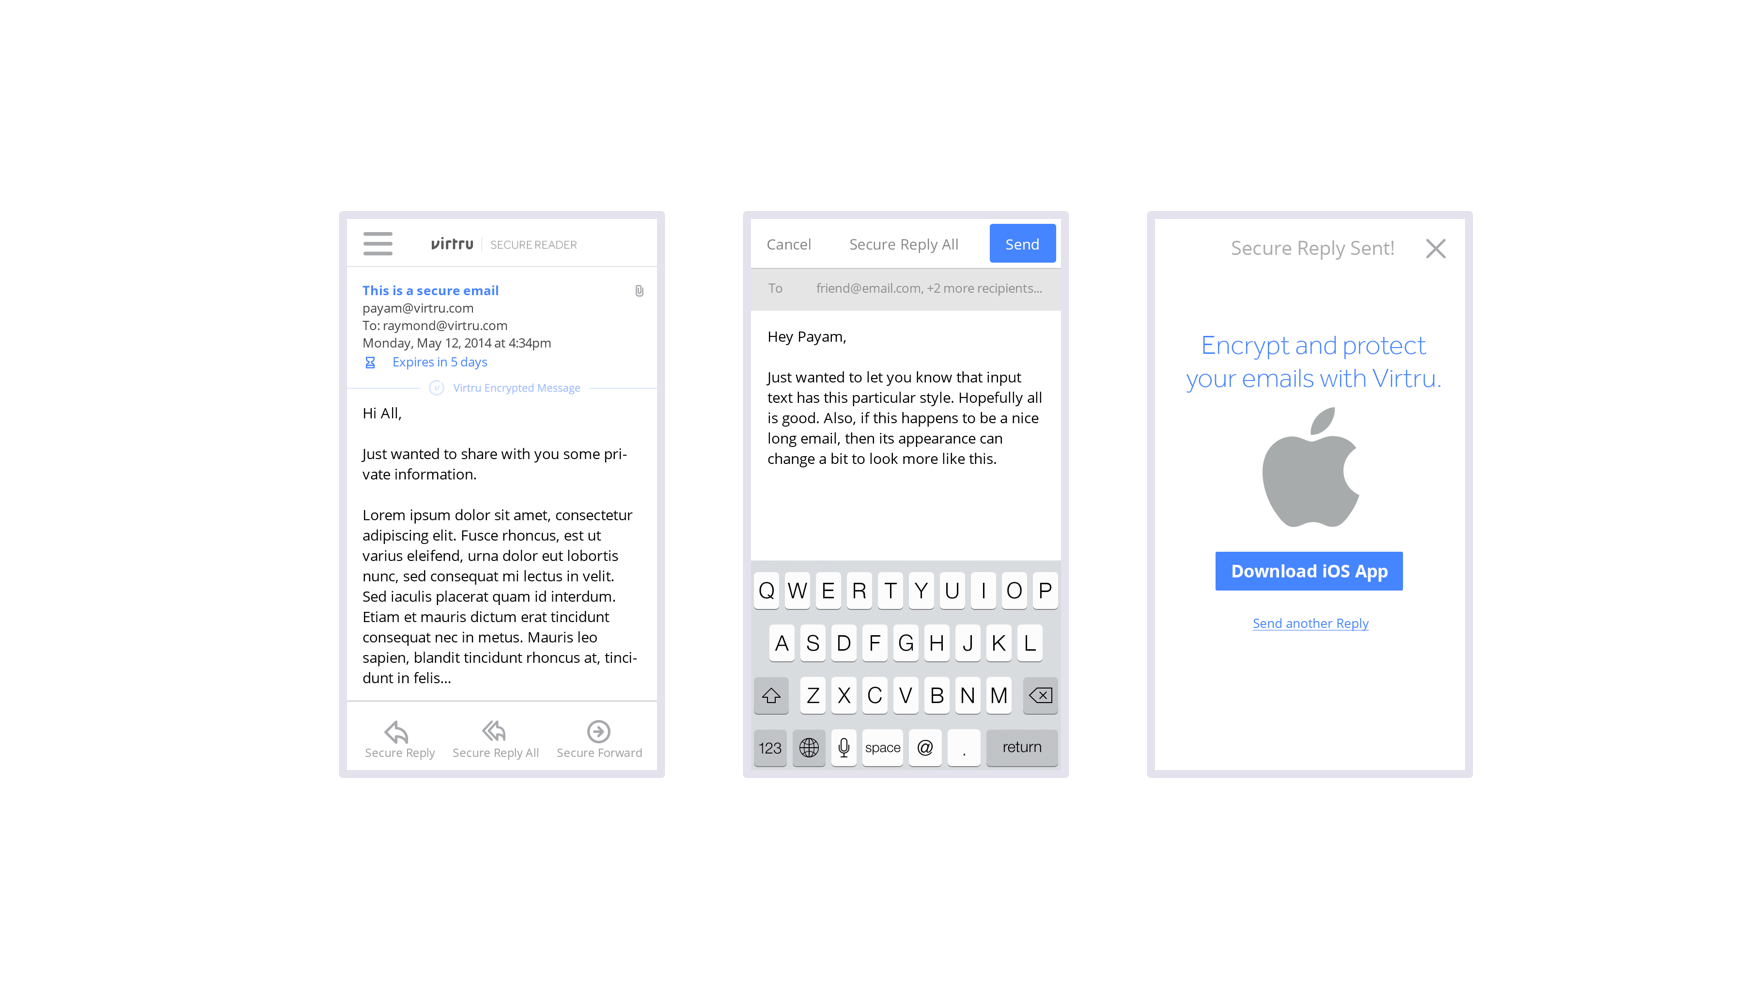 virtru SECURE READER
This is a secure email
payam@virtru.com
To: raymond@virtru.com
Monday, May 12, 2014 at 4:34pm
Expires in 5 days
Virtru Encrypted Message
Hi All,
Just wanted to share with you some pri-
vate information.
Lorem ipsum dolor sit amet, consectetur
adipiscing elit. Fusce rhoncus, est ut
varius eleifend, urna dolor eut lobortis
nunc, sed consequat mi lectus in velit.
Sed iaculis placerat quam id interdum.
Etiam et mauris dictum erat tincidunt
consequat nec in metus. Mauris leo
sapien, blandit tincidunt rhoncus at, tinci-
dunt in felis...
Secure Reply Secure Reply All Secure Forward
Cancel Secure Reply All Send
To friend@email.com, +2 more recipients...
Hey Payam,
Just wanted to let you know that input
text has this particular style. Hopefully all
is good. Also, if this happens to be a nice
long email, then its appearance can
change a bit to look more like this.
Q W E R T Y U I O P
A S D F G H J K L
Z X C V B N M
123 space @ . return
Secure Reply Sent!
Encrypt and protect
your emails with Virtru.
Download iOS App
Send another Reply